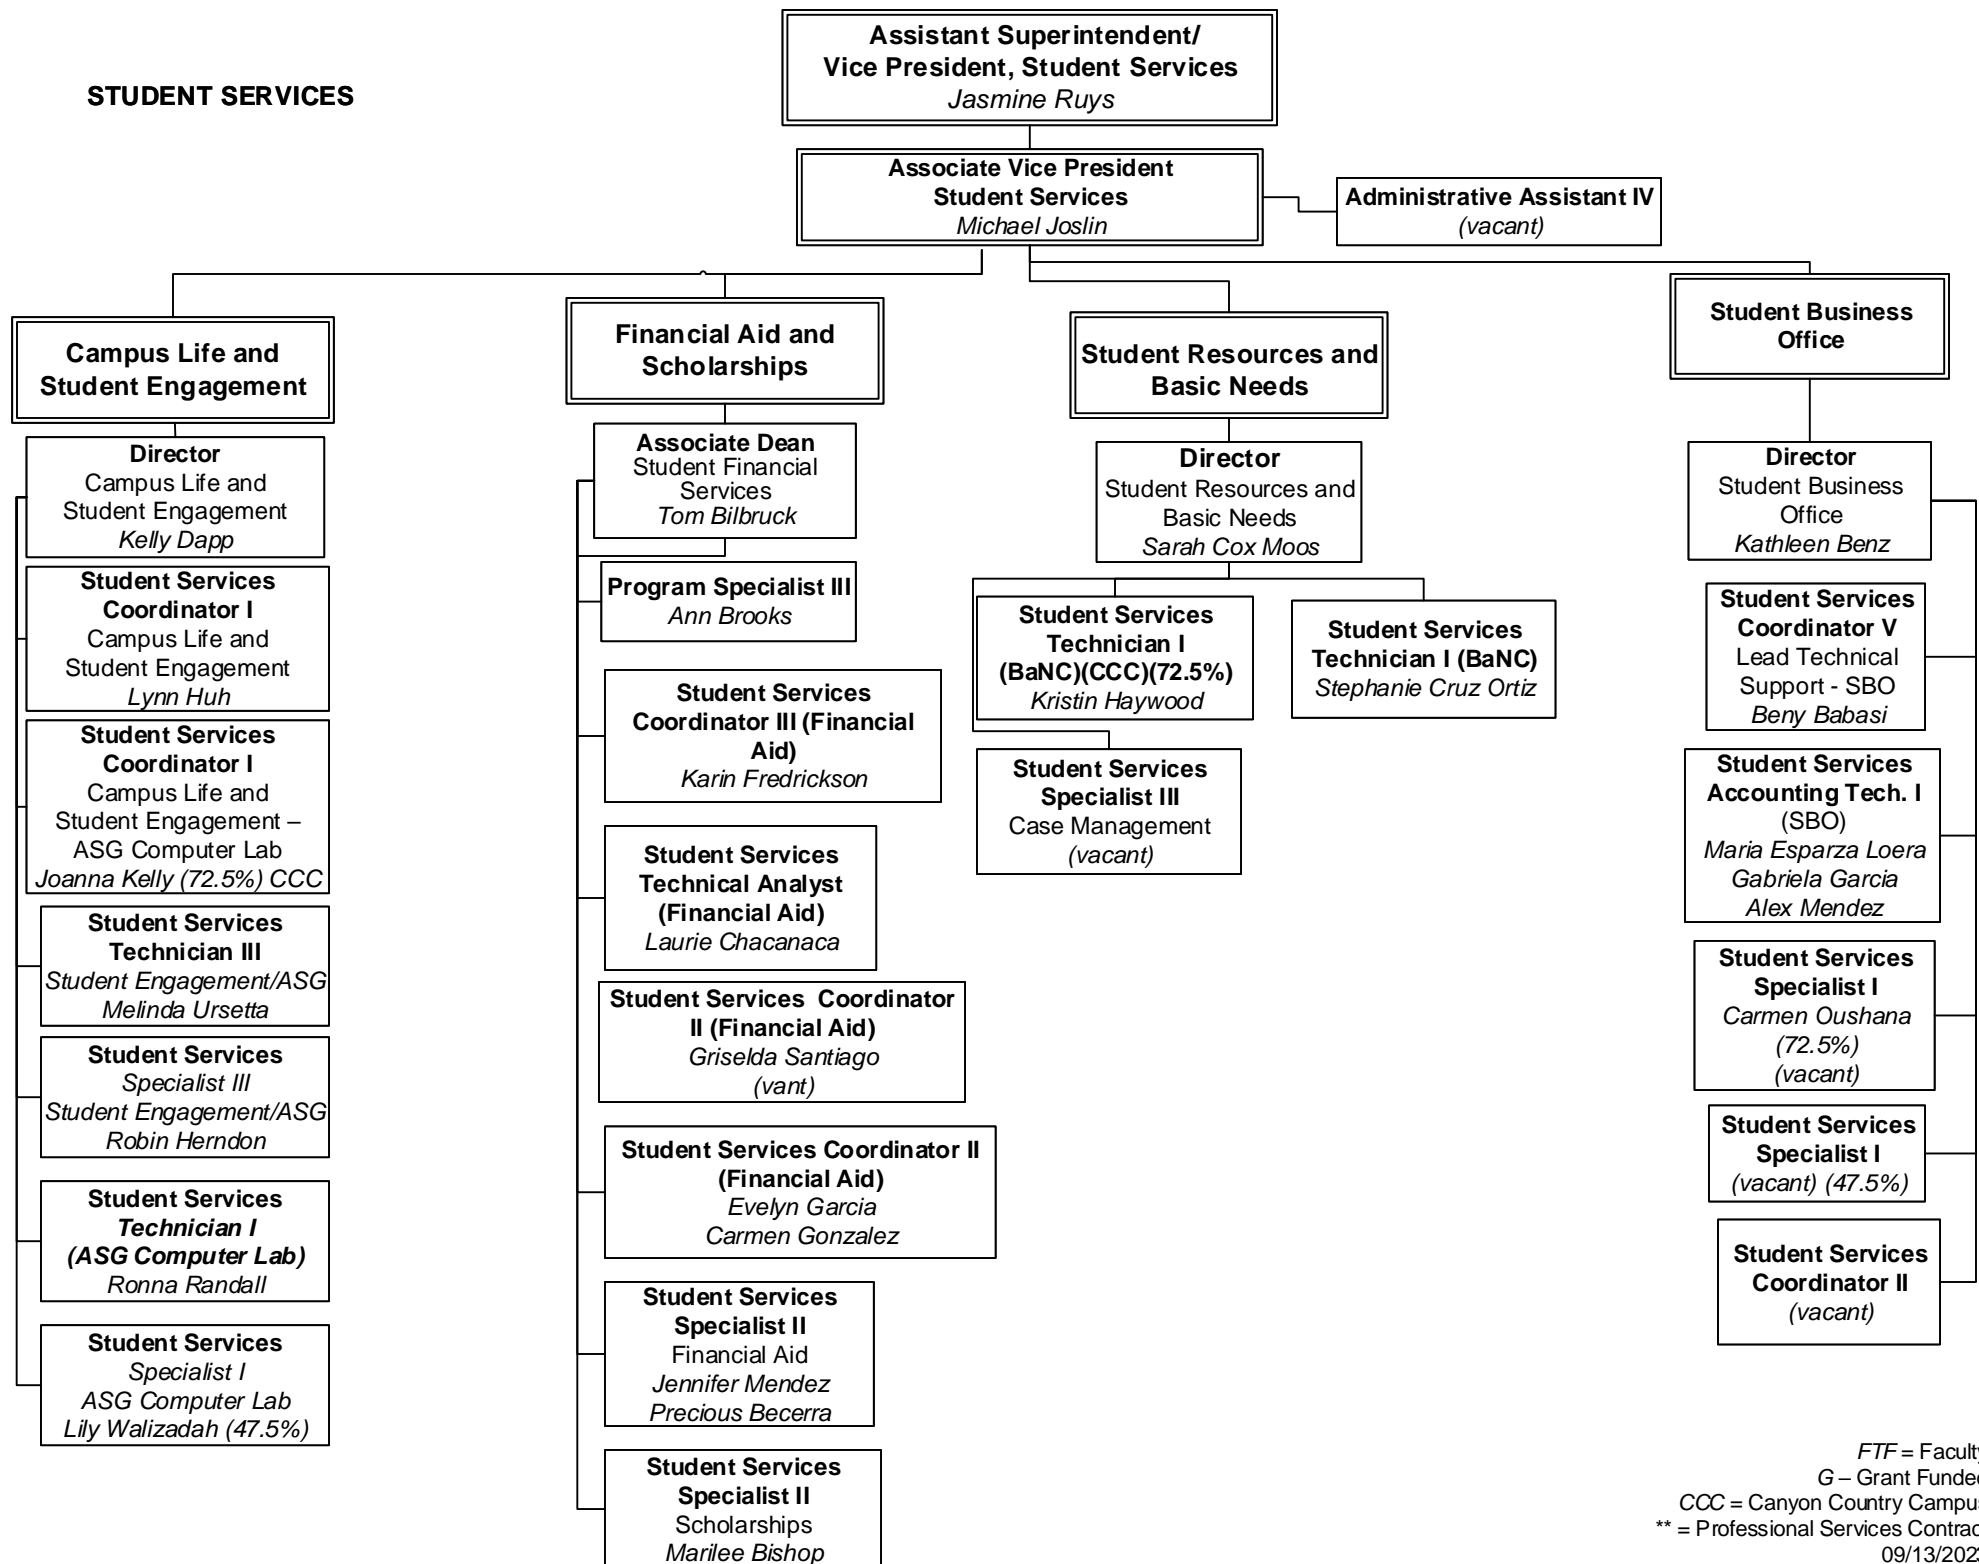 STUDENT SERVICES
Assistant Superintendent/
Vice President, Student Services
Jasmine Ruys
Associate Vice President
Student Services
Michael Joslin
Administrative Assistant IV
(vacant)
Campus Life and
Student Engagement
Director
Campus Life and
Student Engagement
Kelly Dapp
Student Services
Coordinator I
Campus Life and
Student Engagement
Lynn Huh
Student Services
Coordinator I
Campus Life and
Student Engagement –
ASG Computer Lab
Joanna Kelly (72.5%) CCC
Student Services
Technician III
Student Engagement/ASG
Melinda Ursetta
Student Services
Specialist III
Student Engagement/ASG
Robin Herndon
Student Services
Technician I
(ASG Computer Lab)
Ronna Randall
Student Services
Specialist I
ASG Computer Lab
Lily Walizadah (47.5%)
Financial Aid and
Scholarships
Associate Dean
Student Financial
Services
Tom Bilbruck
Program Specialist III
Ann Brooks
Student Services
Coordinator III (Financial
Aid)
Karin Fredrickson
Student Services
Technical Analyst
(Financial Aid)
Laurie Chacanaca
Student Services Coordinator
II (Financial Aid)
Griselda Santiago
(vant)
Student Services Coordinator II
(Financial Aid)
Evelyn Garcia
Carmen Gonzalez
Student Services
Specialist II
Financial Aid
Jennifer Mendez
Precious Becerra
Student Services
Specialist II
Scholarships
Marilee Bishop
Student Resources and
Basic Needs
Director
Student Resources and
Basic Needs
Sarah Cox Moos
Student Services
Technician I
(BaNC)(CCC)(72.5%)
Kristin Haywood
Student Services
Technician I (BaNC)
Stephanie Cruz Ortiz
Student Services
Specialist III
Case Management
(vacant)
Student Business
Office
Director
Student Business
Office
Kathleen Benz
Student Services
Coordinator V
Lead Technical
Support - SBO
Beny Babasi
Student Services
Accounting Tech. I
(SBO)
Maria Esparza Loera
Gabriela Garcia
Alex Mendez
Student Services
Specialist I
Carmen Oushana
(72.5%)
(vacant)
Student Services
Specialist I
(vacant) (47.5%)
Student Services
Coordinator II
(vacant)
FTF = Faculty
G – Grant Funded
CCC = Canyon Country Campus
** = Professional Services Contrac
09/13/202